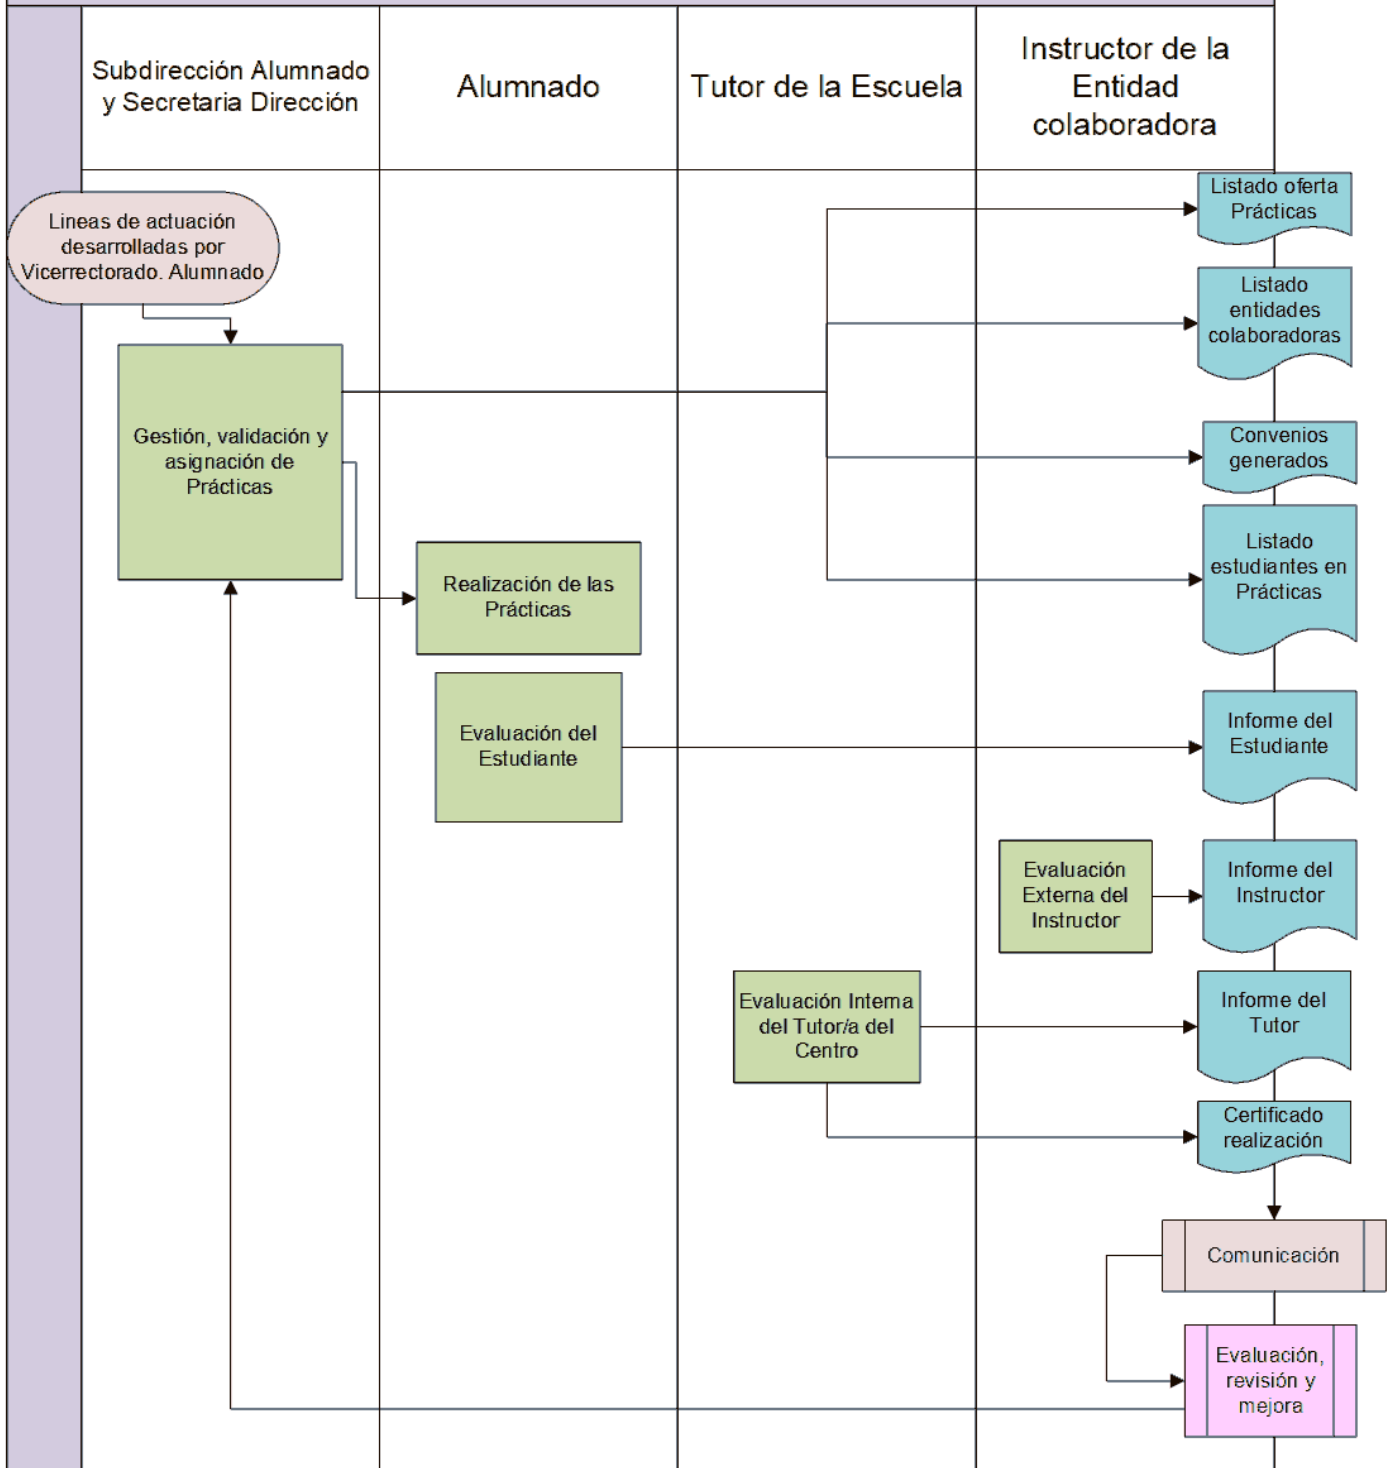 Subdirección Alumnado
y Secretaria Dirección
Alumnado
Tutor de la Escuela
Instructor de la
Entidad
colaboradora
Lineas de actuación
desarrolladas por
Vicerrectorado. Alumnado
Listado oferta
Prácticas
Listado
entidades
colaboradoras
Gestión, validación y
asignación de
Prácticas
Convenios
generados
Realización de las
Prácticas
Listado
estudiantes en
Prácticas
Evaluación del
Estudiante
Informe del
Estudiante
Evaluación
Externa del
Instructor
Informe del
Instructor
Evaluación Interna
del Tutor/a del
Centro
Informe del
Tutor
Certificado
realización
Comunicación
Evaluación,
revisión y
mejora